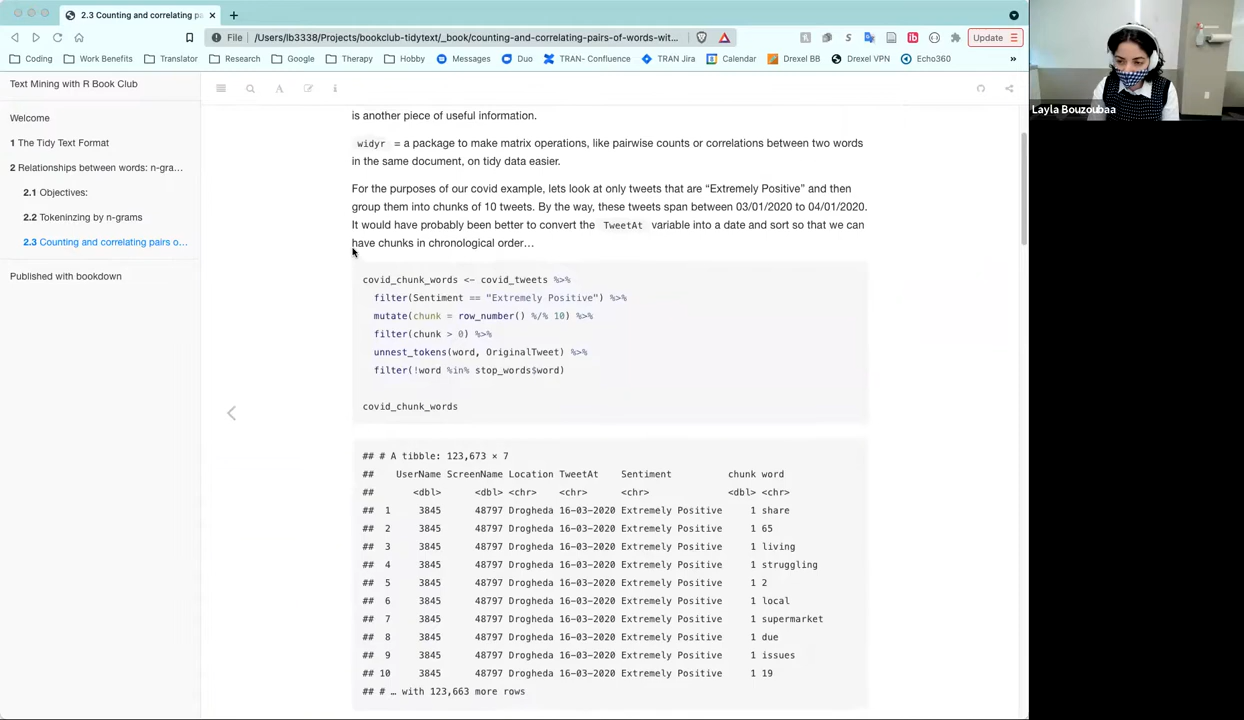 2.3 Counting and correlating pa
File
/Users/lb3338/Projects/bookclub-tidytext/_book/counting-and-correlating-pairs-of-words-wit...
Update
Coding
Work Benefits
Translator
Research
Google
Therapy
Hobby
Messages
Duo
TRAN- Confluence
TRAN Jira
Calendar
Drexel BB
Drexel VPN
Echo360
»
Text Mining with R Book Club
Welcome
1 The Tidy Text Format
2 Relationships between words: n-gra...
2.1 Objectives:
2.2 Tokeninzing by n-grams
2.3 Counting and correlating pairs o...
Published with bookdown
is another piece of useful information.
widyr = a package to make matrix operations, like pairwise counts or correlations between two words
in the same document, on tidy data easier.
For the purposes of our covid example, lets look at only tweets that are “Extremely Positive” and then
group them into chunks of 10 tweets. By the way, these tweets span between 03/01/2020 to 04/01/2020.
It would have probably been better to convert the TweetAt variable into a date and sort so that we can
have chunks in chronological order…
covid_chunk_words <- covid_tweets %>%
filter(Sentiment == "Extremely Positive") %>%
mutate(chunk = row_number() %/% 10) %>%
filter(chunk > 0) %>%
unnest_tokens(word, OriginalTweet) %>%
filter(!word %in% stop_words$word)
covid_chunk_words
## # A tibble: 123,673 × 7
## UserName ScreenName Location TweetAt Sentiment chunk word
## <dbl> <dbl> <chr> <chr> <chr> <dbl> <chr>
## 1 3845 48797 Drogheda 16-03-2020 Extremely Positive 1 share
## 2 3845 48797 Drogheda 16-03-2020 Extremely Positive 1 65
## 3 3845 48797 Drogheda 16-03-2020 Extremely Positive 1 living
## 4 3845 48797 Drogheda 16-03-2020 Extremely Positive 1 struggling
## 5 3845 48797 Drogheda 16-03-2020 Extremely Positive 1 2
## 6 3845 48797 Drogheda 16-03-2020 Extremely Positive 1 local
## 7 3845 48797 Drogheda 16-03-2020 Extremely Positive 1 supermarket
## 8 3845 48797 Drogheda 16-03-2020 Extremely Positive 1 due
## 9 3845 48797 Drogheda 16-03-2020 Extremely Positive 1 issues
## 10 3845 48797 Drogheda 16-03-2020 Extremely Positive 1 19
## # … with 123,663 more rows
Layla Bouzoubaa